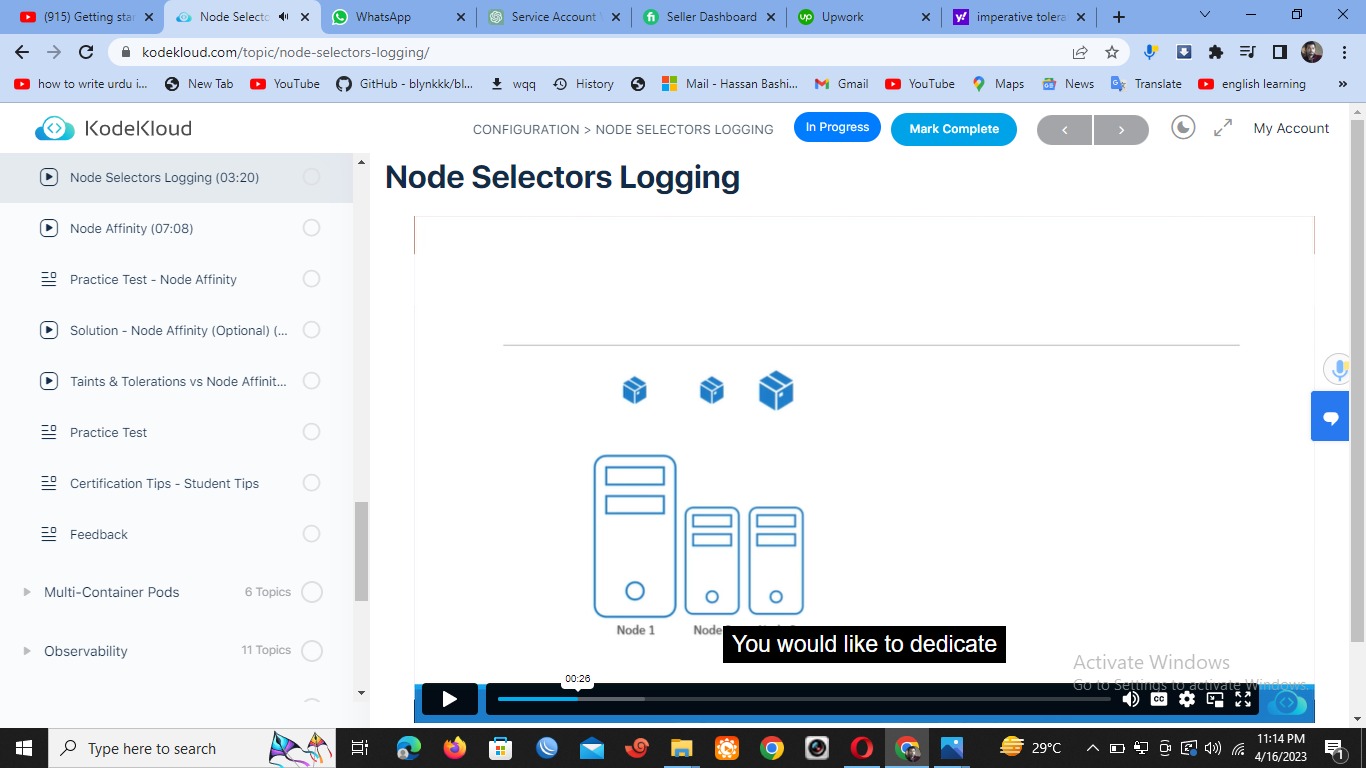 (915) Getting star
Node Selecto
WhatsApp
Service Account
Seller Dashboard
Upwork
imperative tolera
kodekloud.com/topic/node-selectors-logging/
how to write urdu i...
New Tab
YouTube
GitHub - blynkkk/bl...
wqq
History
Mail - Hassan Bashi...
Gmail
YouTube
Maps
News
Translate
english learning
KodeKloud
CONFIGURATION > NODE SELECTORS LOGGING
In Progress
Mark Complete
My Account
Node Selectors Logging (03:20)
Node Affinity (07:08)
Practice Test - Node Affinity
Solution - Node Affinity (Optional) (...
Taints & Tolerations vs Node Affinit...
Practice Test
Certification Tips - Student Tips
Feedback
Multi-Container Pods 6 Topics
Observability 11 Topics
Node Selectors Logging
Node 1
Node
You would like to dedicate
00:26
CC
Activate Windows
Go to Settings to activate Windows.
Type here to search
29°C
11:14 PM
4/16/2023
1